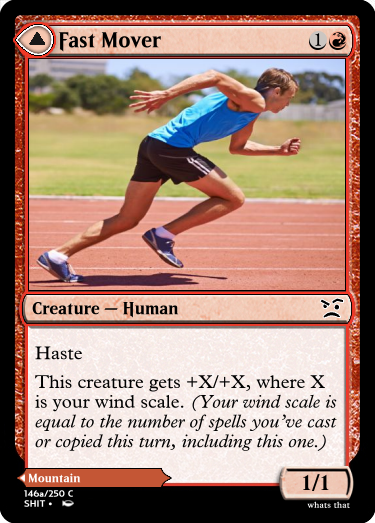 Fast Mover
1
Creature — Human
Haste
This creature gets +X/+X, where X
is your wind scale. (Your wind scale is
equal to the number of spells you've cast
or copied this turn, including this one.)
Mountain
1/1
146a/250 C
SHIT •
whats that